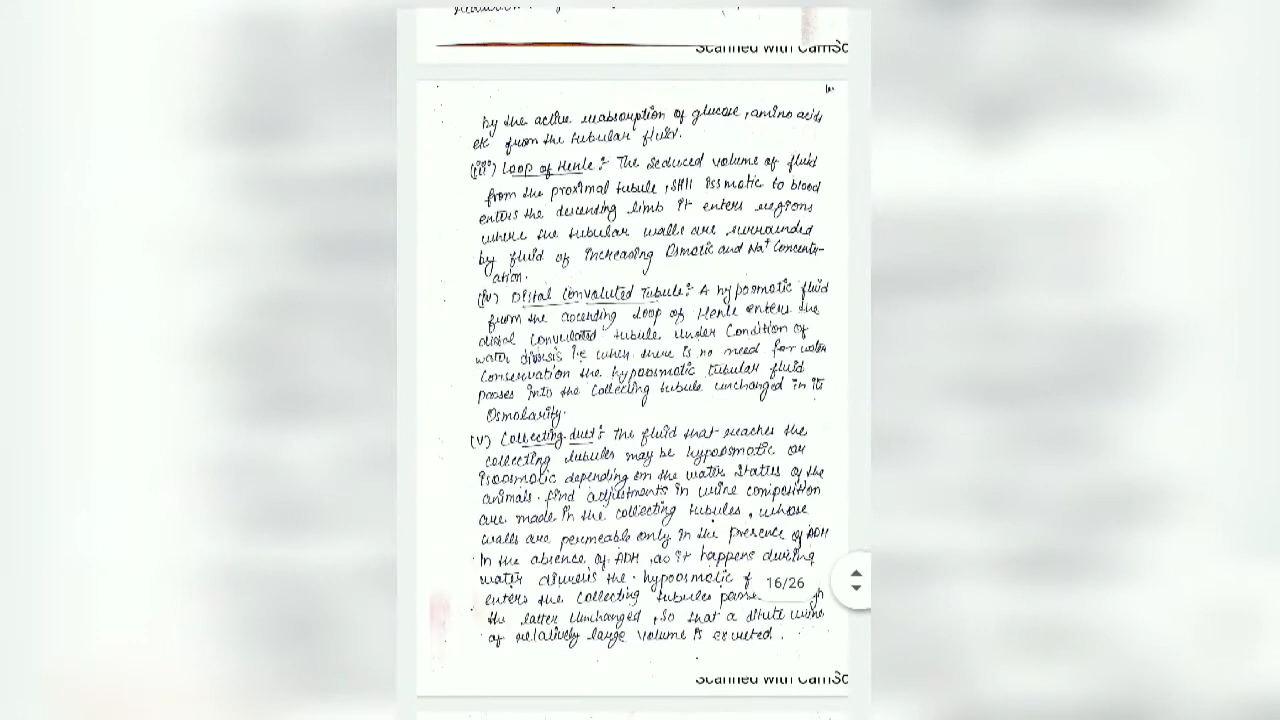 Scanned with CamSc
by the active reabsorption of glucose, amino acids
etc from the tubular fluid.
(iii) Loop of Henle:- The reduced volume of fluid
from the proximal tubule, still issmotic to blood
enters the descending limb it enters regions
where the tubular walls are surrounded
by fluid of increasing Osmotic and Na+ Concentr-
ation.
(iv) Distal Convaluted Tubule:- A hyposmotic fluid
from the ascending loop of Henle enters the
distal Convulated tubule under Condition of
water diuresis i.e when there is no need for water
Conservation the hypoosmotic tubular fluid
passes into the Collecting tubule unchanged in its
Osmolarity.
(v) Collecting duct:- The fluid that reaches the
collecting tubules may be hypoosmotic or
isoosmotic depending on the water status of the
animals. find adjustments in urine composition
are made in the collecting tubules, whose
walls are permeable only in the presence of ADH
In the absence of ADH, as it happens during
water diuresis the hypoosmotic f
16/26
enters the Collecting tubules passe gh
the latter unchanged, so that a dilute urine
of relatively large volume is excreted.
Scanned with CamSc